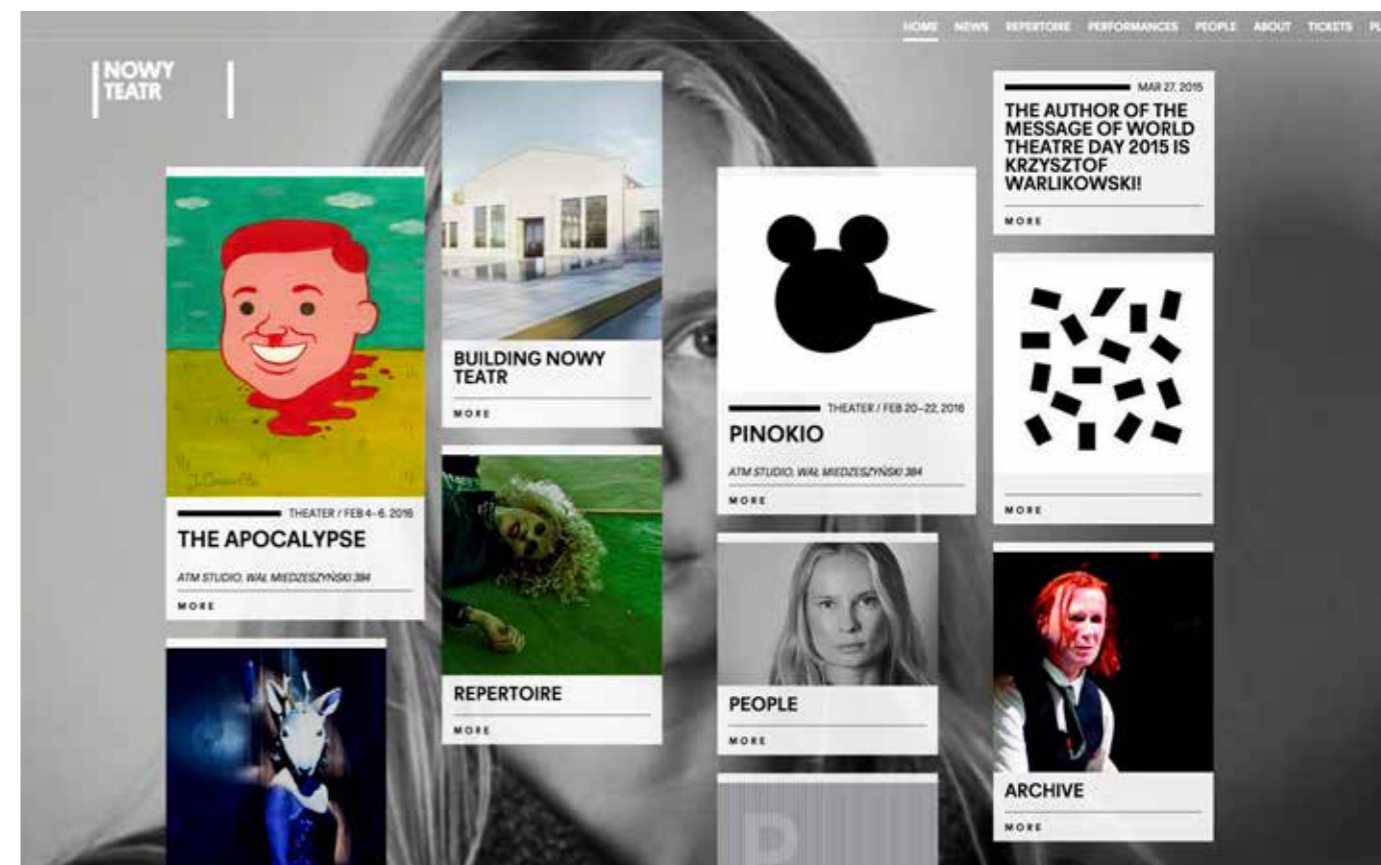 HOME NEWS REPERTOIRE PERFORMANCES PEOPLE ABOUT TICKETS PL
NOWY
TEATR
THEATER / FEB 4–6, 2016
THE APOCALYPSE
ATM STUDIO, WAŁ MIEDZESZYŃSKI 384
MORE
BUILDING NOWY
TEATR
MORE
REPERTOIRE
MORE
THEATER / FEB 20–22, 2016
PINOKIO
ATM STUDIO, WAŁ MIEDZESZYŃSKI 384
MORE
PEOPLE
MORE
P
MAR 27, 2015
THE AUTHOR OF THE
MESSAGE OF WORLD
THEATRE DAY 2015 IS
KRZYSZTOF
WARLIKOWSKI!
MORE
MORE
ARCHIVE
MORE